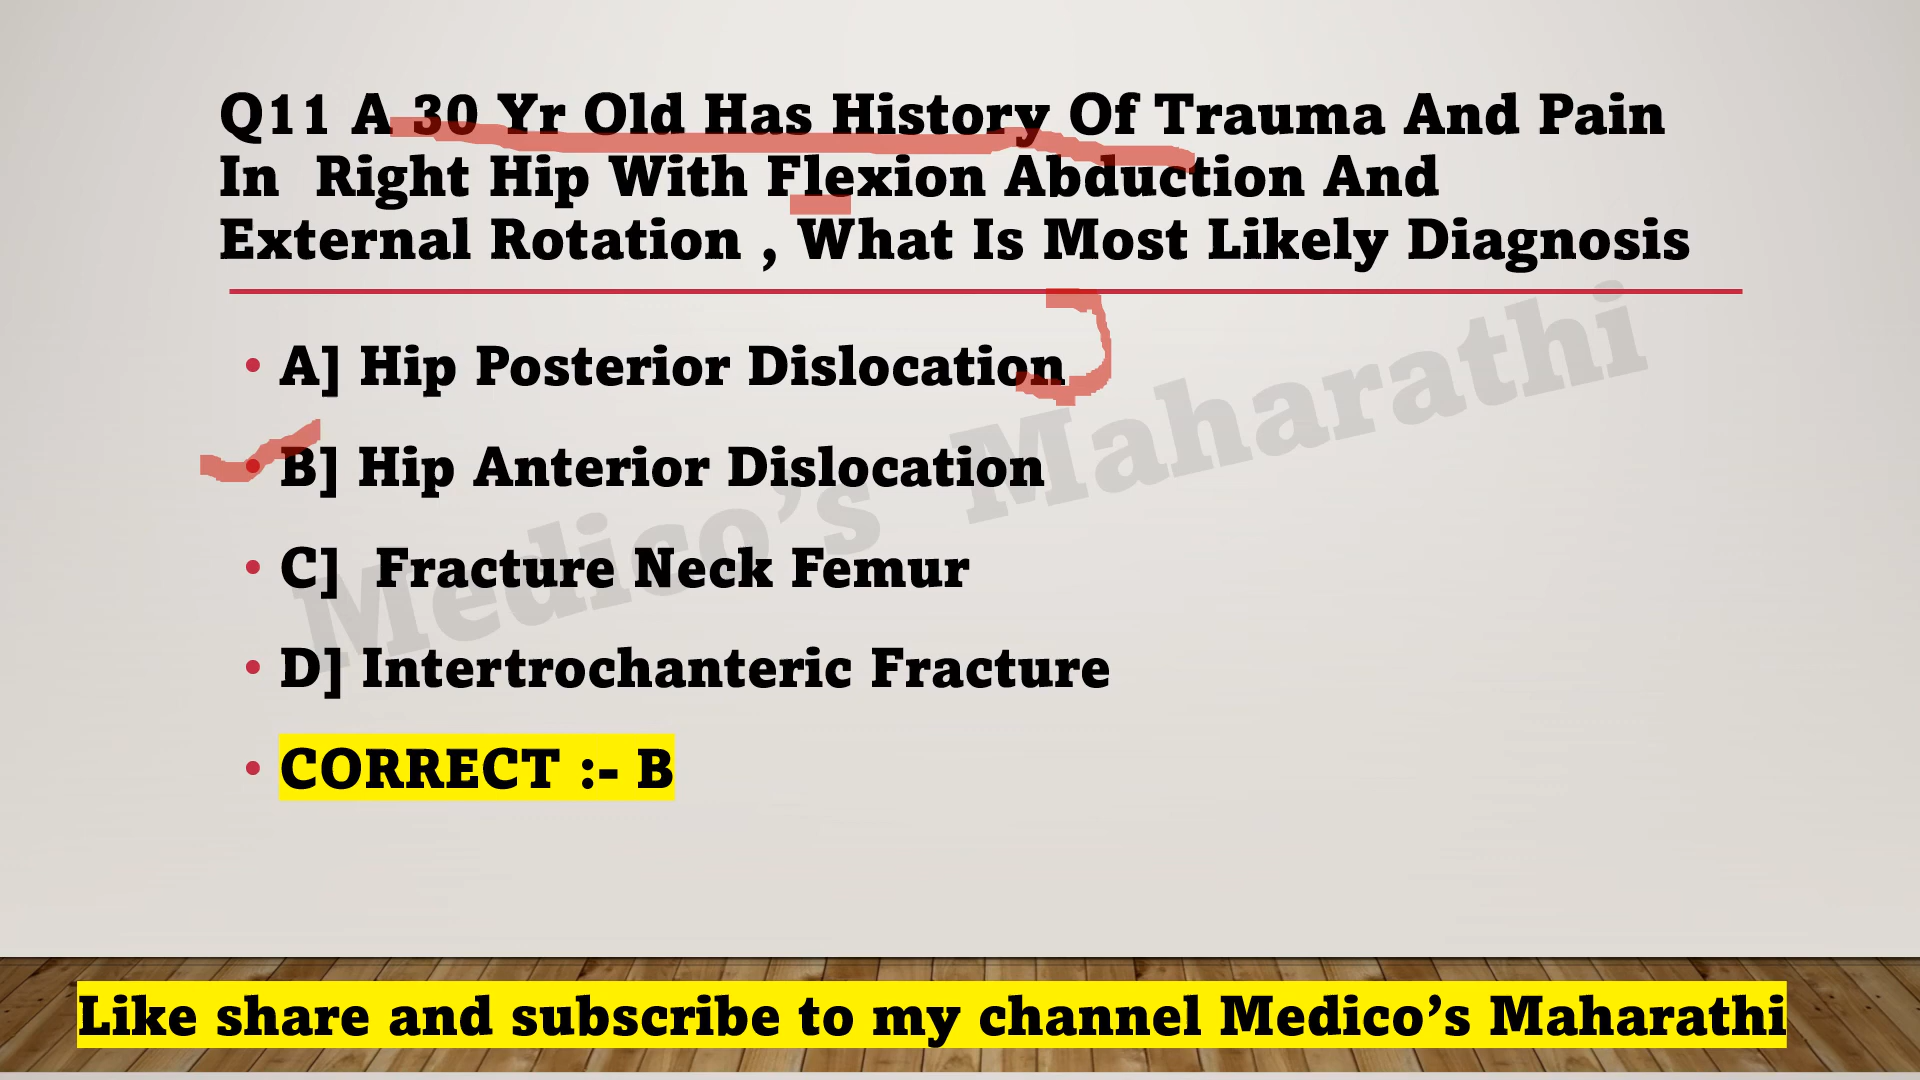 Q11 A 30 Yr Old Has History Of Trauma And Pain
In Right Hip With Flexion Abduction And
External Rotation , What Is Most Likely Diagnosis
• A] Hip Posterior Dislocation
• B] Hip Anterior Dislocation
• C] Fracture Neck Femur
• D] Intertrochanteric Fracture
• CORRECT :- B
Medico’s Maharathi
Like share and subscribe to my channel Medico’s Maharathi